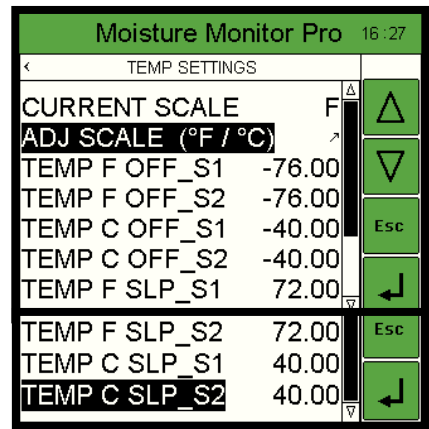 Moisture Monitor Pro 16:27
‹ TEMP SETTINGS
CURRENT SCALE F
ADJ SCALE (°F / °C) ↗
TEMP F OFF_S1 -76.00
TEMP F OFF_S2 -76.00
TEMP C OFF_S1 -40.00
Esc
TEMP C OFF_S2 -40.00
TEMP F SLP_S1 72.00
TEMP F SLP_S2 72.00
Esc
TEMP C SLP_S1 40.00
TEMP C SLP_S2 40.00